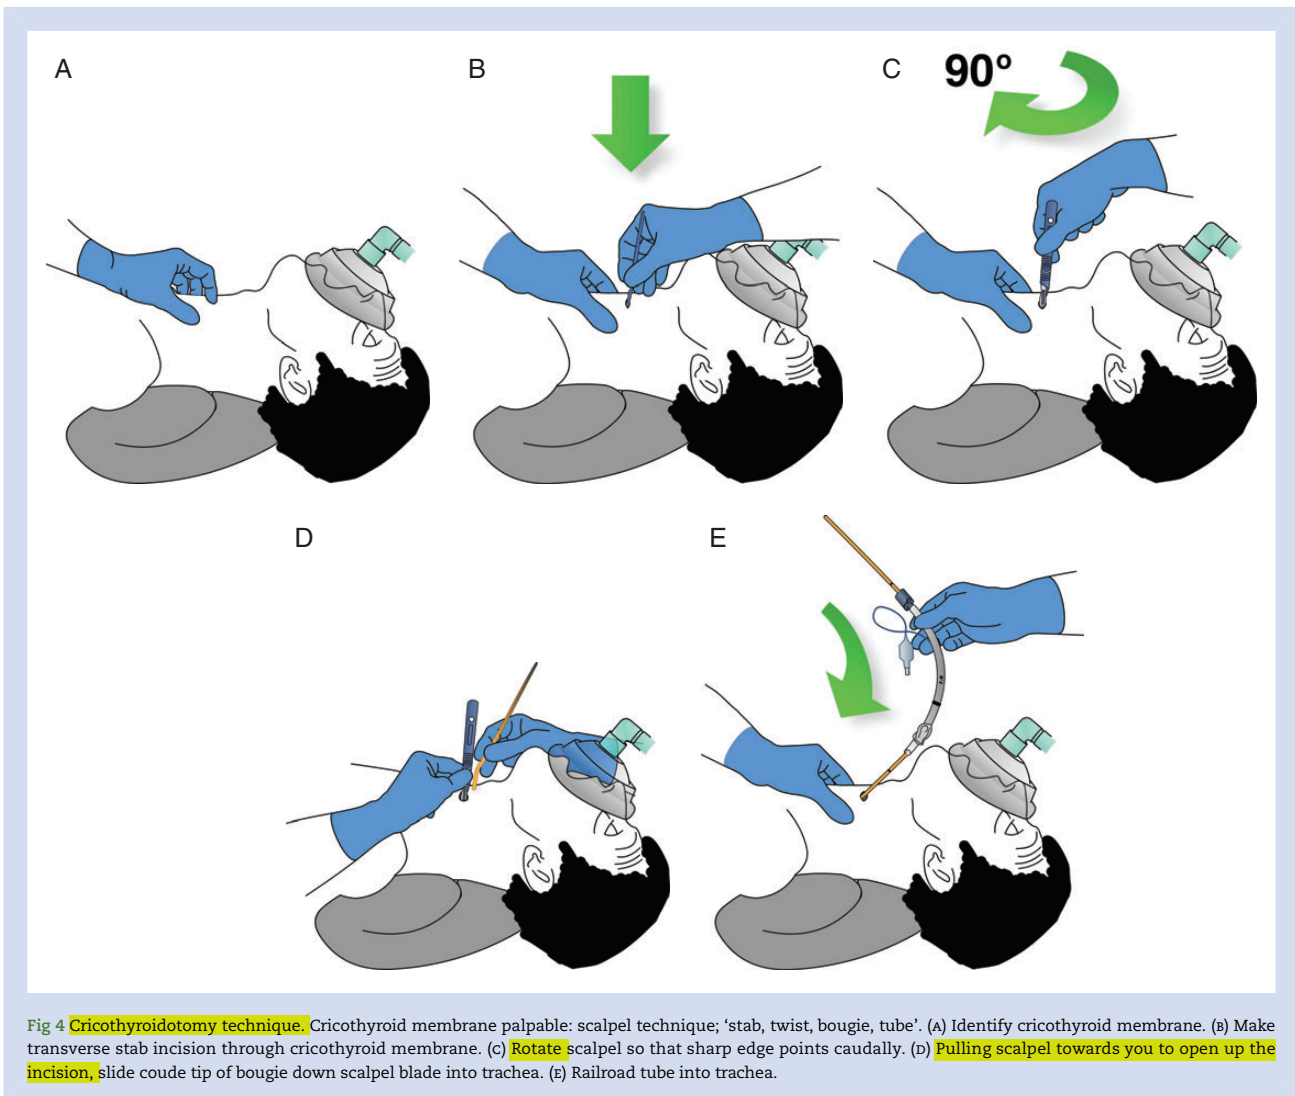 A
B
C
90º
D
E
Fig 4 Cricothyroidotomy technique. Cricothyroid membrane palpable: scalpel technique; ‘stab, twist, bougie, tube’. (A) Identify cricothyroid membrane. (B) Make
transverse stab incision through cricothyroid membrane. (C) Rotate scalpel so that sharp edge points caudally. (D) Pulling scalpel towards you to open up the
incision, slide coude tip of bougie down scalpel blade into trachea. (E) Railroad tube into trachea.